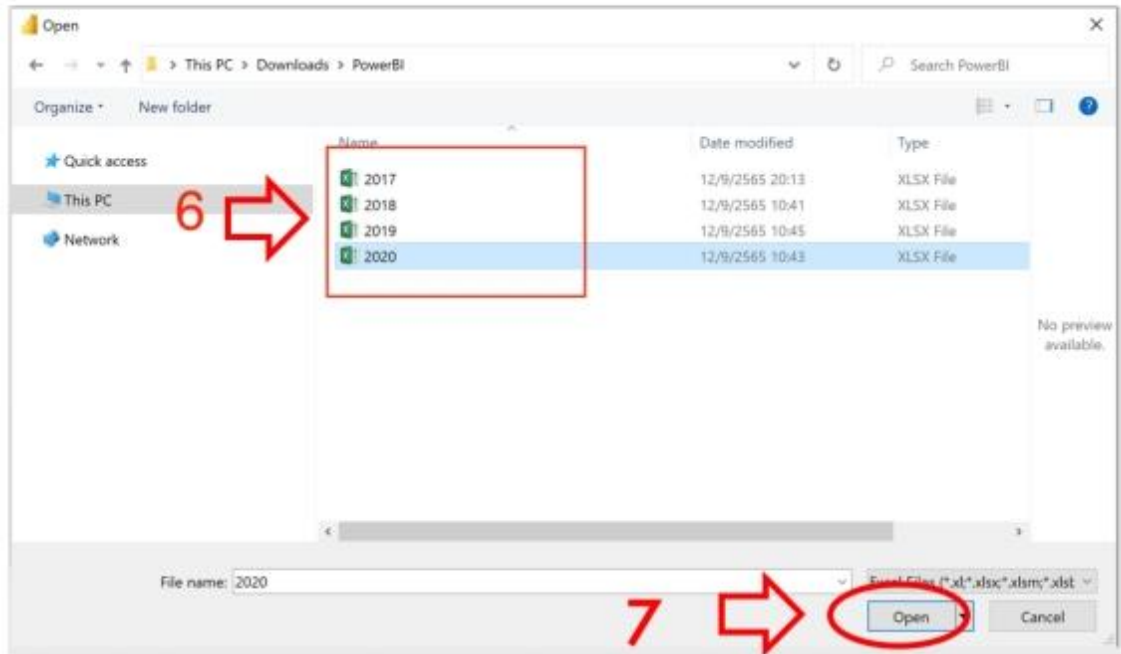 Open
> This PC > Downloads > PowerBI
Search PowerBI
Organize
New folder
Name
Date modified
Type
Quick access
This PC
Network
6
2017 12/9/2565 20:13 XLSX File
2018 12/9/2565 10:41 XLSX File
2019 12/9/2565 10:45 XLSX File
2020 12/9/2565 10:43 XLSX File
No preview
available.
File name: 2020
Excel Files (*.xl;*.xlsx;*.xlsm;*.xlsb
7
Open
Cancel